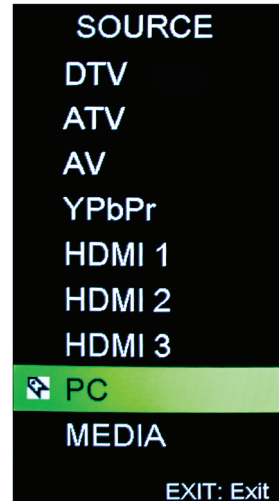 SOURCE
DTV
ATV
AV
YPbPr
HDMI 1
HDMI 2
HDMI 3
PC
MEDIA
EXIT: Exit